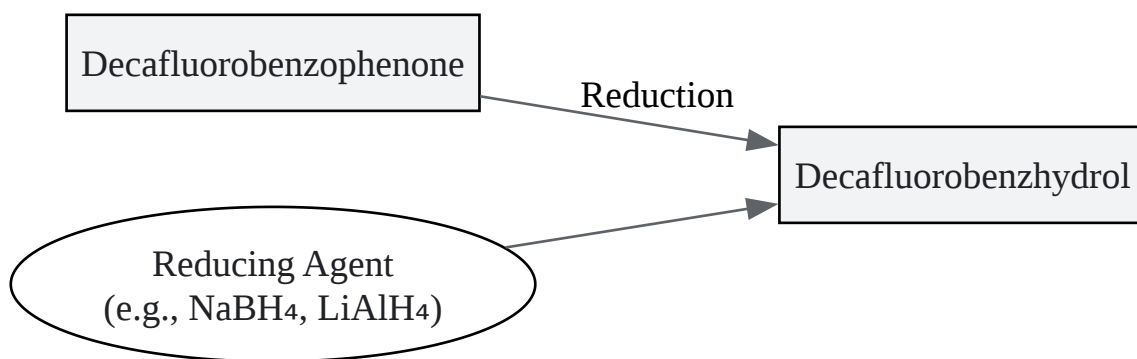 Decafluorobenzophenone
Reduction
Decafluorobenzhydrol
Reducing Agent
(e.g., NaBH₄, LiAlH₄)